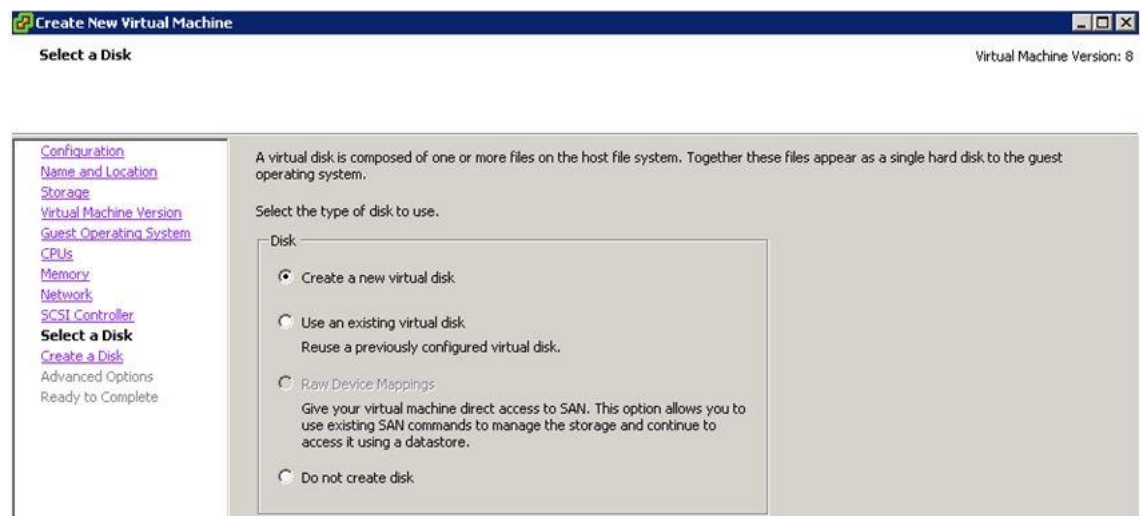 Create New Virtual Machine
Select a Disk
Virtual Machine Version: 8
Configuration
Name and Location
Storage
Virtual Machine Version
Guest Operating System
CPUs
Memory
Network
SCSI Controller
Select a Disk
Create a Disk
Advanced Options
Ready to Complete
A virtual disk is composed of one or more files on the host file system. Together these files appear as a single hard disk to the guest
operating system.
Select the type of disk to use.
Disk
Create a new virtual disk
Use an existing virtual disk
Reuse a previously configured virtual disk.
Raw Device Mappings
Give your virtual machine direct access to SAN. This option allows you to
use existing SAN commands to manage the storage and continue to
access it using a datastore.
Do not create disk